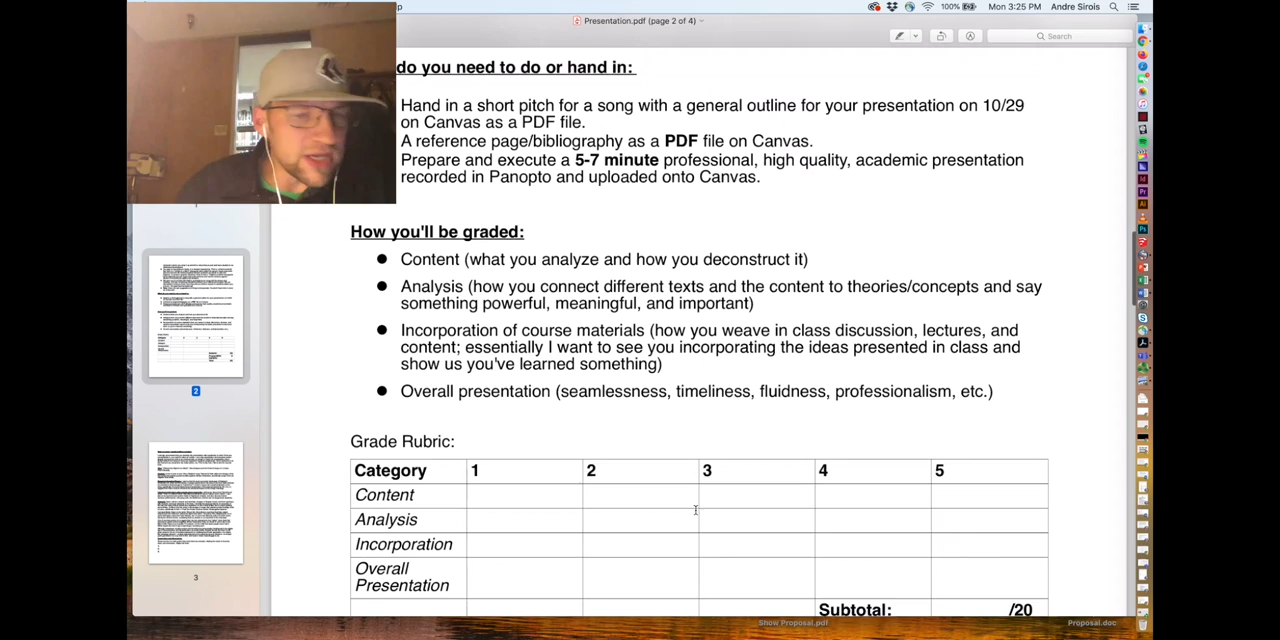 100%
Mon 3:25 PM
Andre Sirois
Presentation.pdf (page 2 of 4)
Search
do you need to do or hand in:
Hand in a short pitch for a song with a general outline for your presentation on 10/29
on Canvas as a PDF file.
A reference page/bibliography as a PDF file on Canvas.
Prepare and execute a 5-7 minute professional, high quality, academic presentation
recorded in Panopto and uploaded onto Canvas.
How you'll be graded:
● Content (what you analyze and how you deconstruct it)
● Analysis (how you connect different texts and the content to theories/concepts and say
something powerful, meaningful, and important)
● Incorporation of course materials (how you weave in class discussion, lectures, and
content; essentially I want to see you incorporating the ideas presented in class and
show us you've learned something)
● Overall presentation (seamlessness, timeliness, fluidness, professionalism, etc.)
Grade Rubric:
Category 1 2 3 4 5
Content
Analysis
Incorporation
Overall
Presentation
Subtotal: /20
2
3
Show Proposal.pdf
Proposal.doc